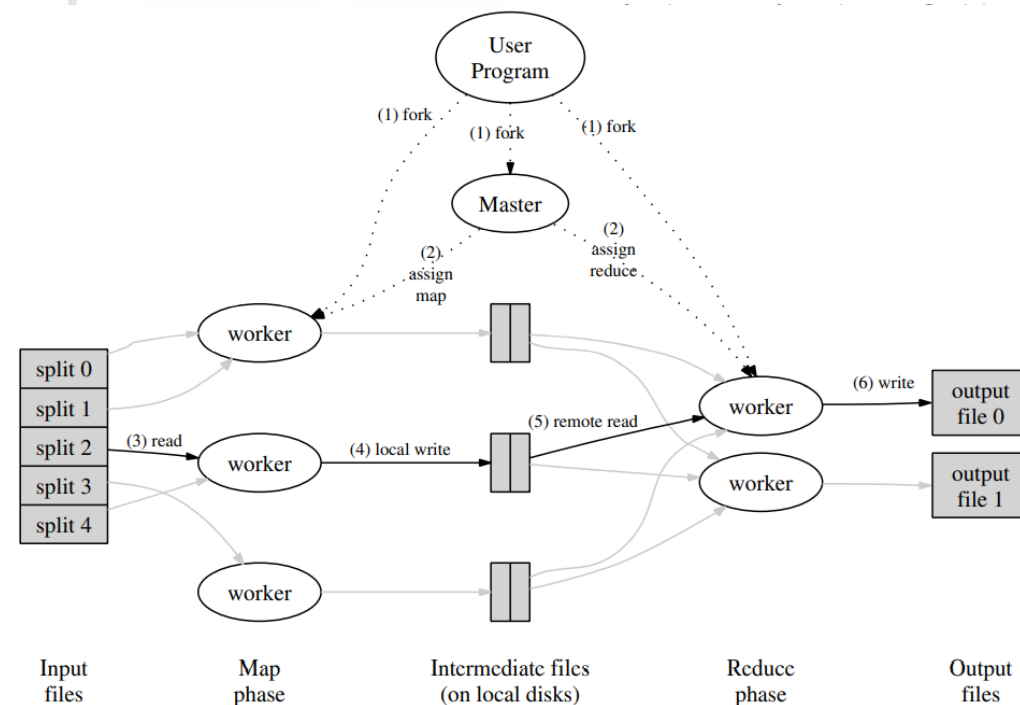 User
Program
(1) fork
(1) fork
(1) fork
Master
(2)
assign
map
(2)
assign
reduce
worker
split 0
split 1
split 2
split 3
split 4
(3) read
worker
(4) local write
(5) remote read
worker
(6) write
output
file 0
worker
output
file 1
worker
Input
files
Map
phase
Intermediate files
(on local disks)
Reduce
phase
Output
files